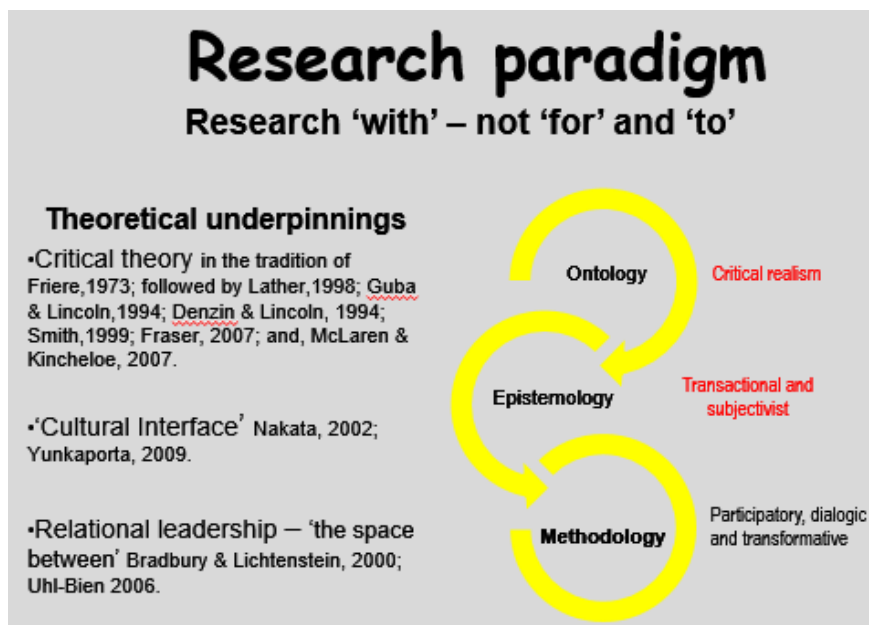 Research paradigm
Research ‘with’ – not ‘for’ and ‘to’
Theoretical underpinnings
•Critical theory in the tradition of
Friere,1973; followed by Lather,1998; Guba
& Lincoln,1994; Denzin & Lincoln, 1994;
Smith,1999; Fraser, 2007; and, McLaren &
Kincheloe, 2007.
•‘Cultural Interface’ Nakata, 2002;
Yunkaporta, 2009.
•Relational leadership – ‘the space
between’ Bradbury & Lichtenstein, 2000;
Uhl-Bien 2006.
Ontology
Critical realism
Epistemology
Transactional and
subjectivist
Methodology
Participatory, dialogic
and transformative